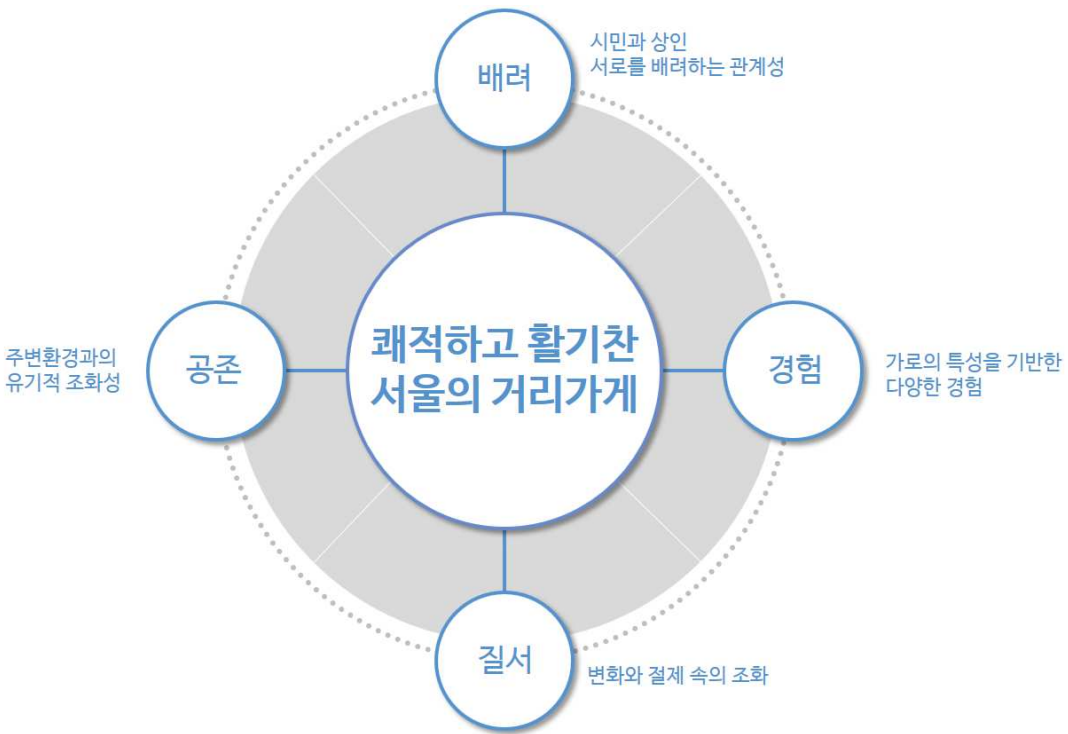 배려
시민과 상인
서로를 배려하는 관계성
공존
주변환경과의
유기적 조화성
쾌적하고 활기찬
서울의 거리가게
경험
가로의 특성을 기반한
다양한 경험
질서
변화와 절제 속의 조화